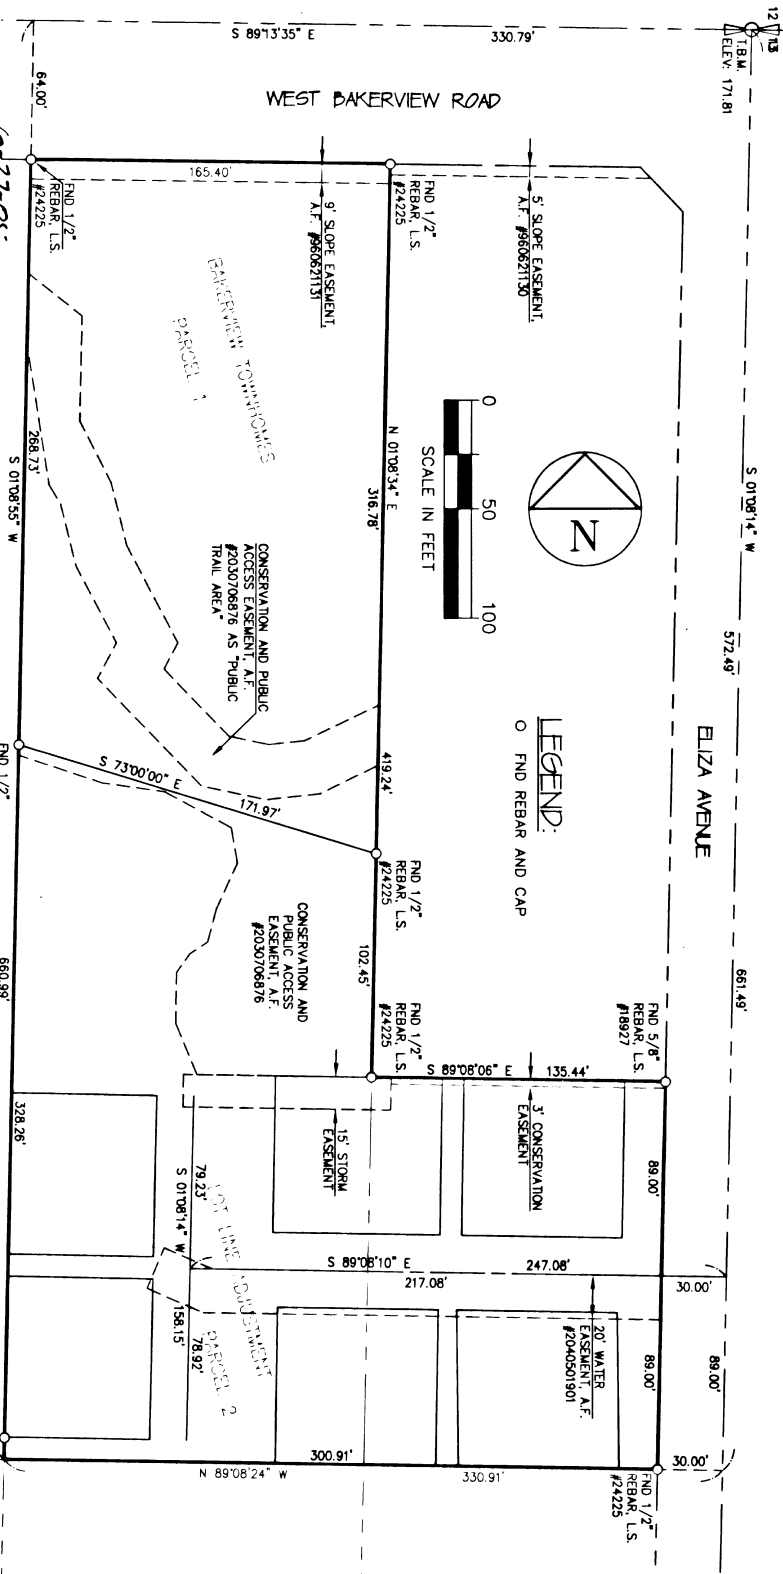 12
13
T.B.M.
ELEV: 171.81
S 89°13'35" E
330.79'
WEST BAKERVIEW ROAD
64.00'
165.40'
FND 1/2"
REBAR, L.S.
#24225
9' SLOPE EASEMENT,
A.F. #960621131
FND 1/2"
REBAR, L.S.
#24225
5' SLOPE EASEMENT,
A.F. #960621130
BAKERVIEW TOWNHOMES
PARCEL 1
268.73'
S 01°08'55" W
N 01°08'34" E
316.78'
0
50
100
SCALE IN FEET
N
S 01°08'14" W
572.49'
ELIZA AVENUE
661.49'
LEGEND:
O FND REBAR AND CAP
CONSERVATION AND PUBLIC
ACCESS EASEMENT, A.F.
#2030706876 AS "PUBLIC
TRAIL AREA"
419.24'
S 73°00'00" E
171.97'
FND 1/2"
REBAR, L.S.
#24225
FND 1/2"
102.45'
CONSERVATION AND
PUBLIC ACCESS
EASEMENT, A.F.
#2030706876
FND 1/2"
REBAR, L.S.
#24225
FND 5/8"
REBAR, L.S.
#18927
S 89°08'06" E
135.44'
3' CONSERVATION
EASEMENT
15' STORM
EASEMENT
660.99'
328.26'
79.23'
S 01°08'14" W
LOT LINE ADJUSTMENT
PARCEL 2
158.15'
78.92'
89.00'
S 89°08'10" E
247.08'
217.08'
30.00'
20' WATER
EASEMENT, A.F.
#2040501901
89.00'
89.00'
300.91'
N 89°08'24" W
330.91'
30.00'
FND 1/2"
REBAR, L.S.
#24225